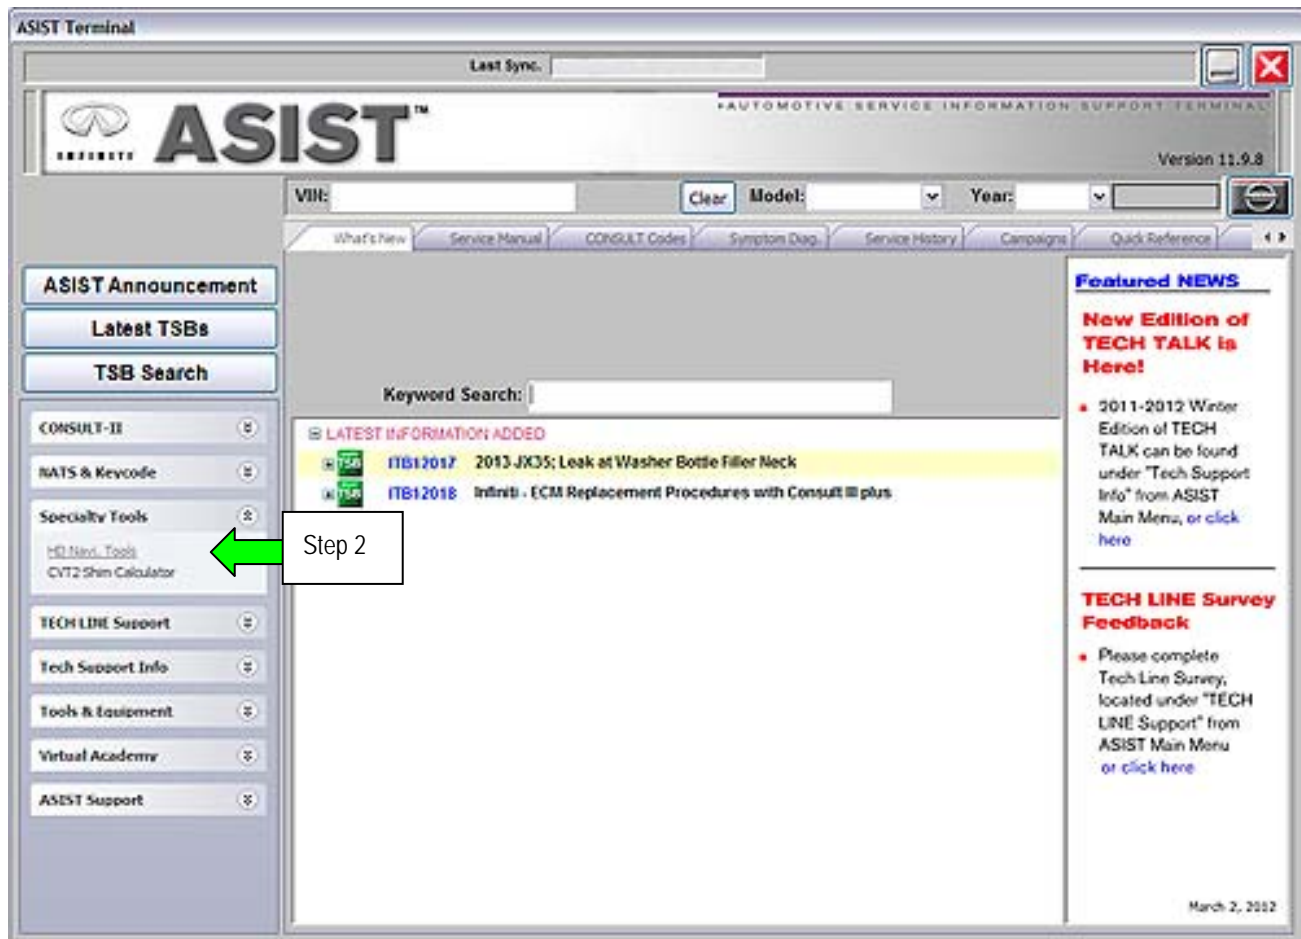 ASIST Terminal
Last Sync.
INFINITI ASIST™
•AUTOMOTIVE SERVICE INFORMATION SUPPORT TERMINAL
Version 11.9.8
VIN: Clear Model: Year:
What's New Service Manual CONSULT Codes Symptom Diag. Service History Campaigns Quick Reference
ASIST Announcement
Latest TSBs
TSB Search
CONSULT-II
NATS & Keycode
Specialty Tools
HD Navi. Tools
CVT2 Shim Calculator
TECH LINE Support
Tech Support Info
Tools & Equipment
Virtual Academy
ASIST Support
Step 2
Keyword Search:
LATEST INFORMATION ADDED
TSB ITB12017 2013 JX35; Leak at Washer Bottle Filler Neck
TSB ITB12018 Infiniti - ECM Replacement Procedures with Consult III plus
Featured NEWS
New Edition of
TECH TALK is
Here!
• 2011-2012 Winter
Edition of TECH
TALK can be found
under "Tech Support
Info" from ASIST
Main Menu, or click
here
TECH LINE Survey
Feedback
• Please complete
Tech Line Survey,
located under "TECH
LINE Support" from
ASIST Main Menu
or click here
March 2, 2012